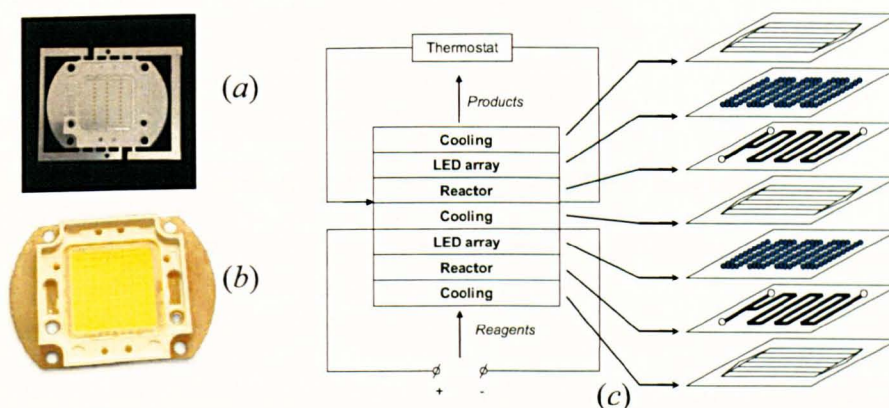 (a)
(b)
Thermostat
Products
Cooling
LED array
Reactor
Cooling
LED array
Reactor
Cooling
Reagents
+ -
(c)